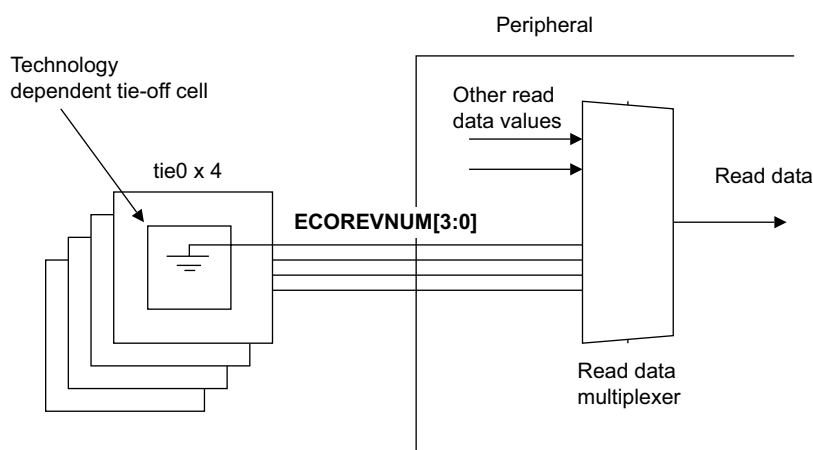 Peripheral
Technology
dependent tie-off cell
Other read
data values
tie0 x 4
Read data
ECOREVNUM[3:0]
Read data
multiplexer